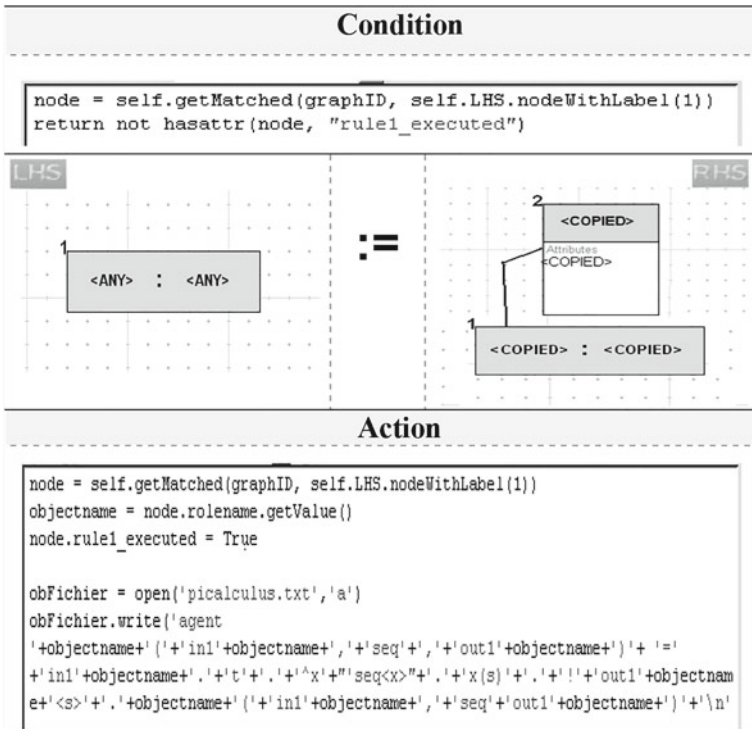 Condition
node = self.getMatched(graphID, self.LHS.nodeWithLabel(1))
return not hasattr(node, "rule1_executed")
LHS
1
<ANY> : <ANY>
:=
RHS
2
<COPIED>
Attributes
<COPIED>
1
<COPIED> : <COPIED>
Action
node = self.getMatched(graphID, self.LHS.nodeWithLabel(1))
objectname = node.rolename.getValue()
node.rule1_executed = True
obFichier = open('picalculus.txt','a')
obFichier.write('agent
'+objectname+'('+'in1'+objectname+','+'seq'+','+'out1'+objectname+')'+ '='
+'in1'+objectname+'.'+'t'+'.'+'^x'+"'seq<x>"+'.'+'x(s)'+'.'+'!'+'out1'+objectnam
e+'<s>'+'.'+objectname+'('+'in1'+objectname+','+'seq'+'out1'+objectname+')'+'\n'